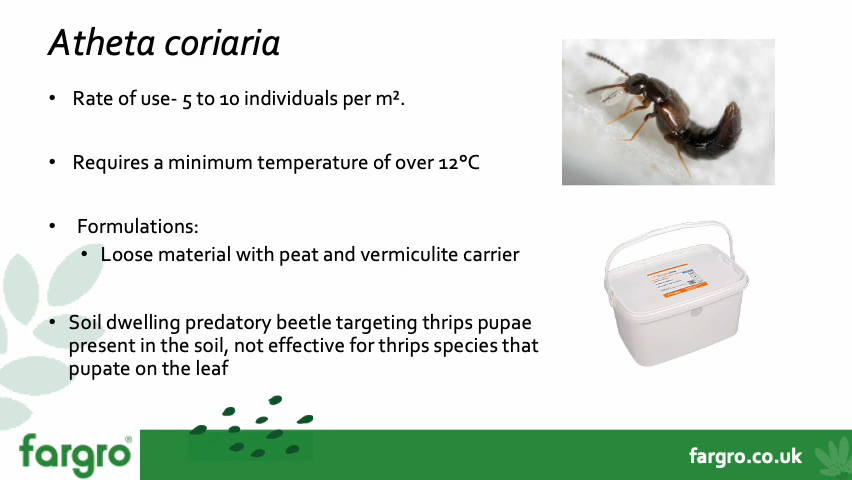 Atheta coriaria
• Rate of use- 5 to 10 individuals per m².
• Requires a minimum temperature of over 12°C
• Formulations:
• Loose material with peat and vermiculite carrier
• Soil dwelling predatory beetle targeting thrips pupae
present in the soil, not effective for thrips species that
pupate on the leaf
fargro®
fargro.co.uk